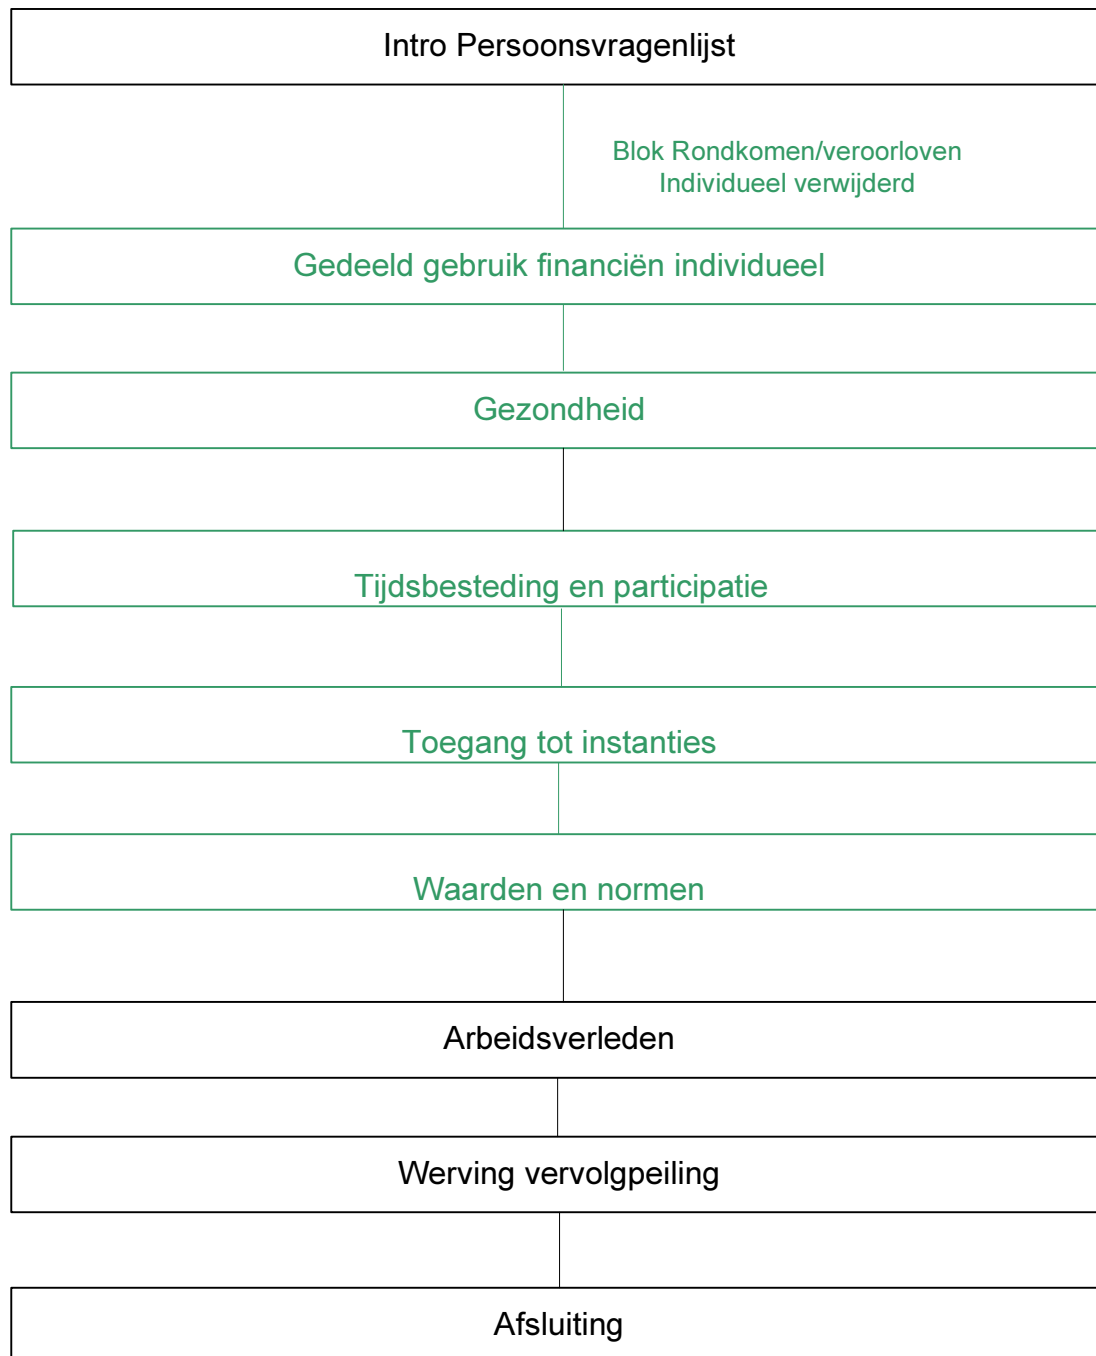 Intro Persoonsvragenlijst
Blok Rondkomen/veroorloven
Individueel verwijderd
Gedeeld gebruik financiën individueel
Gezondheid
Tijdsbesteding en participatie
Toegang tot instanties
Waarden en normen
Arbeidsverleden
Werving vervolgpeiling
Afsluiting